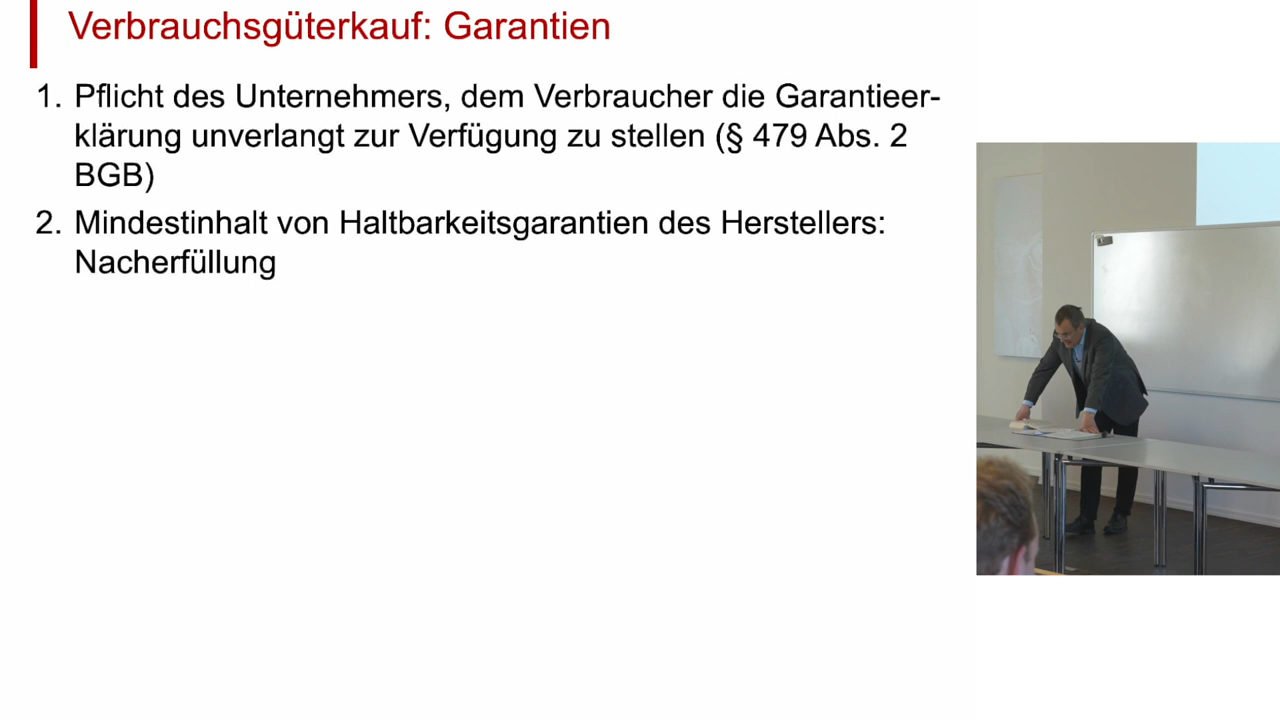 Verbrauchsgüterkauf: Garantien
1. Pflicht des Unternehmers, dem Verbraucher die Garantieer-
klärung unverlangt zur Verfügung zu stellen (§ 479 Abs. 2
BGB)
2. Mindestinhalt von Haltbarkeitsgarantien des Herstellers:
Nacherfüllung